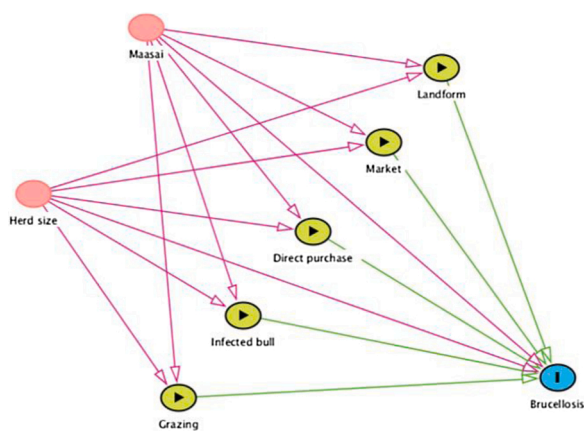 Maasai
Landform
Market
Herd size
Direct purchase
Infected bull
Brucellosis
Grazing